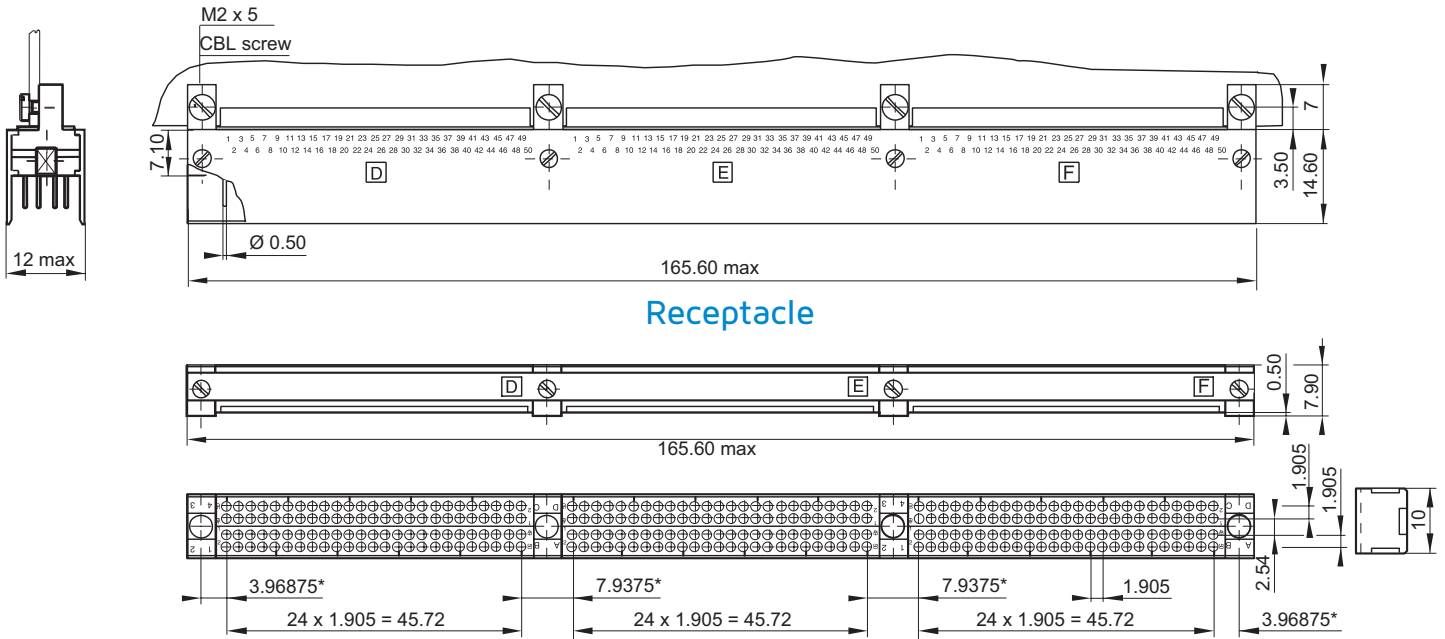 M2 x 5
CBL screw
1 3 5 7 9 11 13 15 17 19 21 23 25 27 29 31 33 35 37 39 41 43 45 47 49
2 4 6 8 10 12 14 16 18 20 22 24 26 28 30 32 34 36 38 40 42 44 46 48 50
D
1 3 5 7 9 11 13 15 17 19 21 23 25 27 29 31 33 35 37 39 41 43 45 47 49
2 4 6 8 10 12 14 16 18 20 22 24 26 28 30 32 34 36 38 40 42 44 46 48 50
E
1 3 5 7 9 11 13 15 17 19 21 23 25 27 29 31 33 35 37 39 41 43 45 47 49
2 4 6 8 10 12 14 16 18 20 22 24 26 28 30 32 34 36 38 40 42 44 46 48 50
F
7
7.10
3.50
14.60
12 max
Ø 0.50
165.60 max
Receptacle
D
E
F
0.50
7.90
165.60 max
1.905
1.905
3 4
C D
3 4
C D
2
B A
2 1
B A
10
2.54
3.96875*
7.9375*
7.9375*
1.905
3.96875*
24 x 1.905 = 45.72
24 x 1.905 = 45.72
24 x 1.905 = 45.72